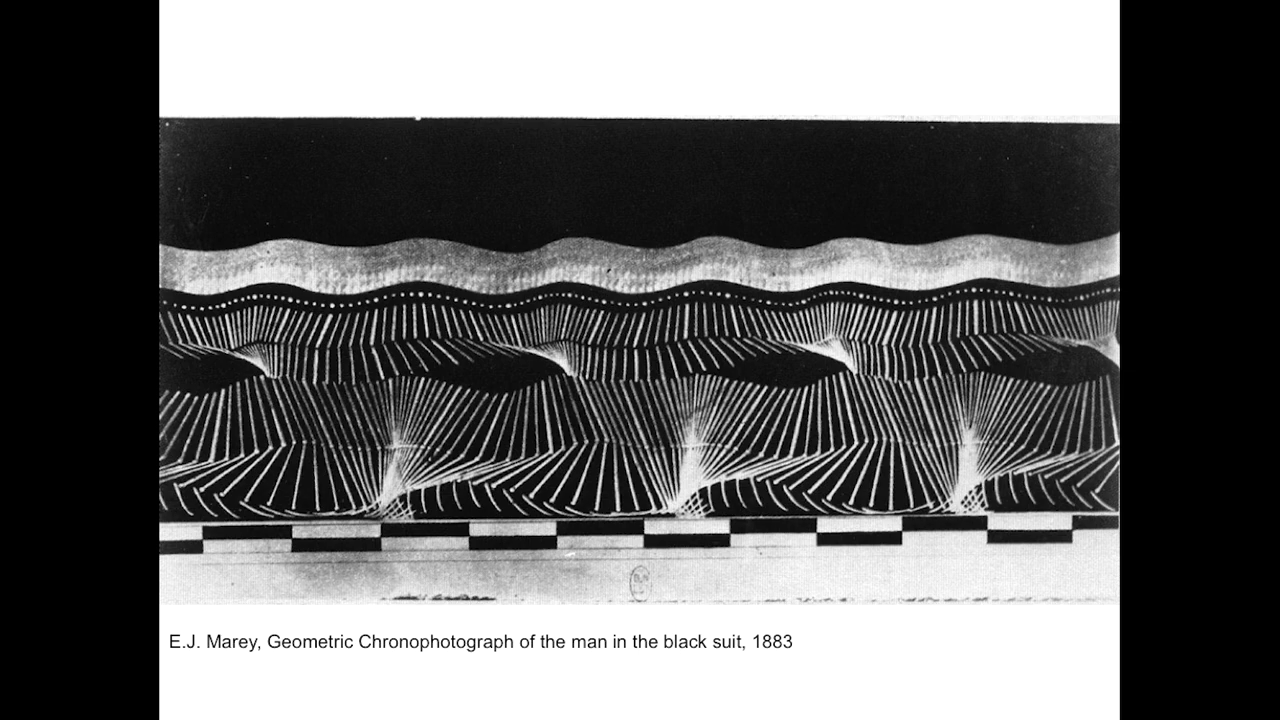 E.J. Marey, Geometric Chronophotograph of the man in the black suit, 1883